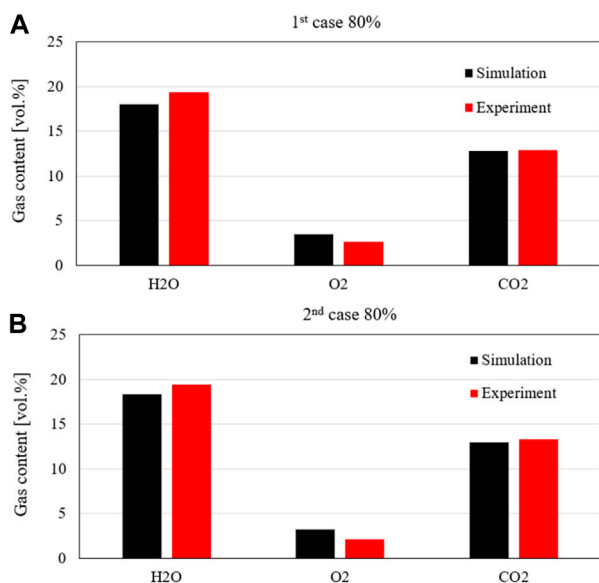 A
1st case 80%
25
20
15
10
5
0
Gas content [vol.%]
Simulation
Experiment
H2O
O2
CO2
B
2nd case 80%
25
20
15
10
5
0
Gas content [vol.%]
Simulation
Experiment
H2O
O2
CO2